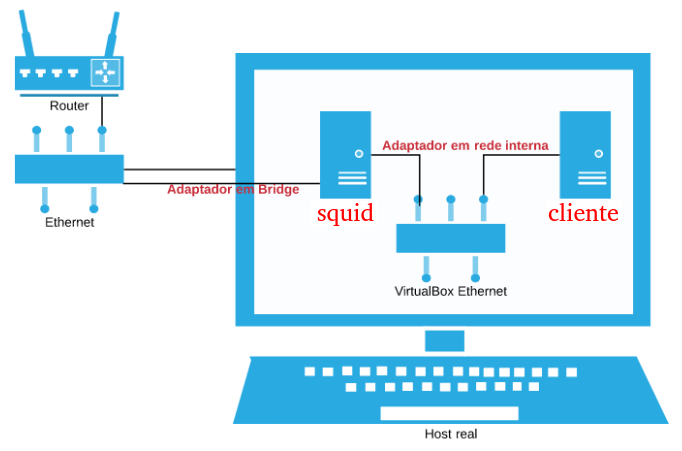 Router
Adaptador em rede interna
Adaptador em Bridge
squid
cliente
Ethernet
VirtualBox Ethernet
Host real